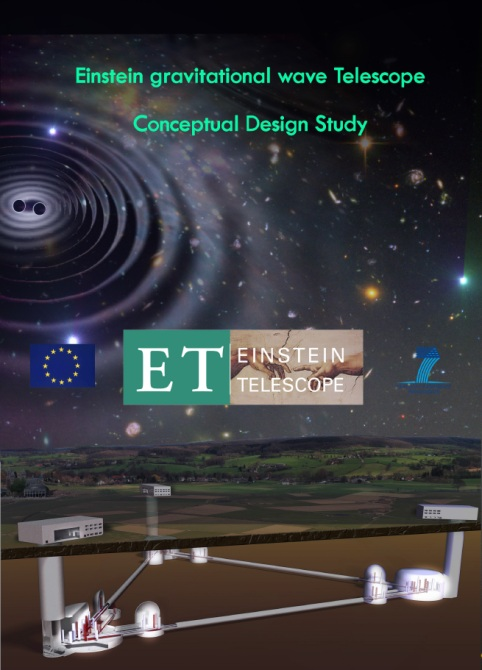 Einstein gravitational wave Telescope
Conceptual Design Study
ET
EINSTEIN
TELESCOPE